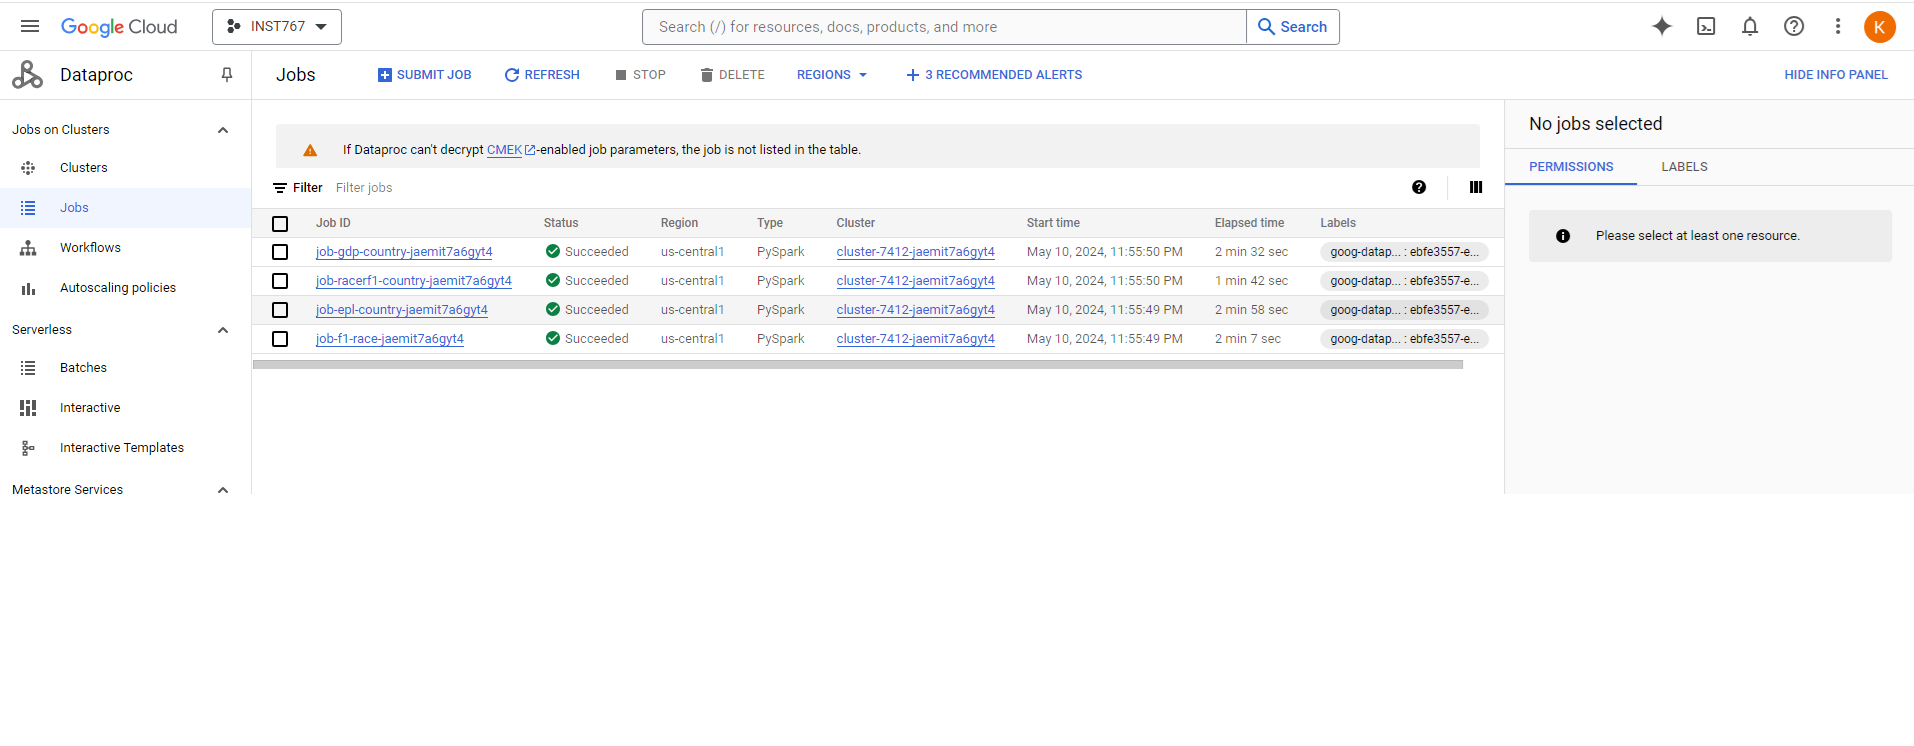 Google Cloud
INST767
Search (/) for resources, docs, products, and more
Search
K
Dataproc
Jobs
SUBMIT JOB
REFRESH
STOP
DELETE
REGIONS
3 RECOMMENDED ALERTS
HIDE INFO PANEL
Jobs on Clusters
Clusters
Jobs
Workflows
Autoscaling policies
Serverless
Batches
Interactive
Interactive Templates
Metastore Services
If Dataproc can't decrypt CMEK-enabled job parameters, the job is not listed in the table.
Filter Filter jobs
Job ID Status Region Type Cluster Start time Elapsed time Labels
job-gdp-country-jaemit7a6gyt4 Succeeded us-central1 PySpark cluster-7412-jaemit7a6gyt4 May 10, 2024, 11:55:50 PM 2 min 32 sec goog-datap... : ebfe3557-e...
job-racerf1-country-jaemit7a6gyt4 Succeeded us-central1 PySpark cluster-7412-jaemit7a6gyt4 May 10, 2024, 11:55:50 PM 1 min 42 sec goog-datap... : ebfe3557-e...
job-epl-country-jaemit7a6gyt4 Succeeded us-central1 PySpark cluster-7412-jaemit7a6gyt4 May 10, 2024, 11:55:49 PM 2 min 58 sec goog-datap... : ebfe3557-e...
job-f1-race-jaemit7a6gyt4 Succeeded us-central1 PySpark cluster-7412-jaemit7a6gyt4 May 10, 2024, 11:55:49 PM 2 min 7 sec goog-datap... : ebfe3557-e...
No jobs selected
PERMISSIONS LABELS
Please select at least one resource.